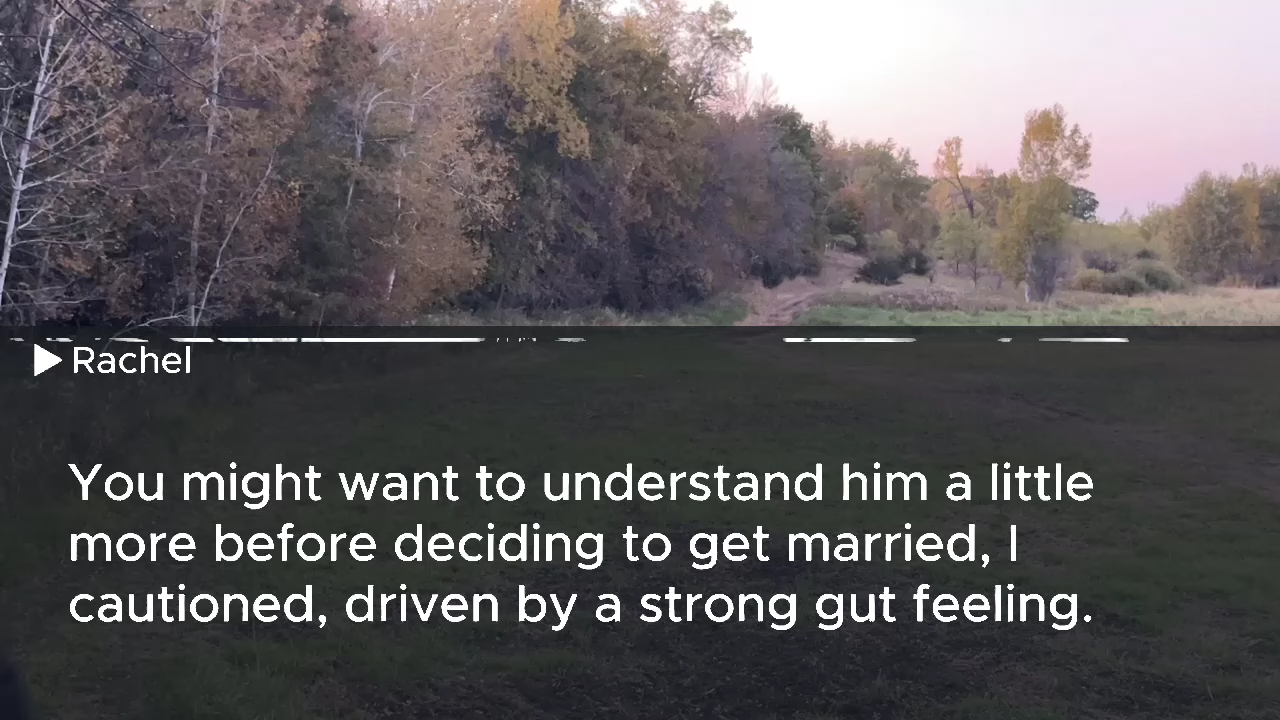 ▶ Rachel
You might want to understand him a little
more before deciding to get married, I
cautioned, driven by a strong gut feeling.